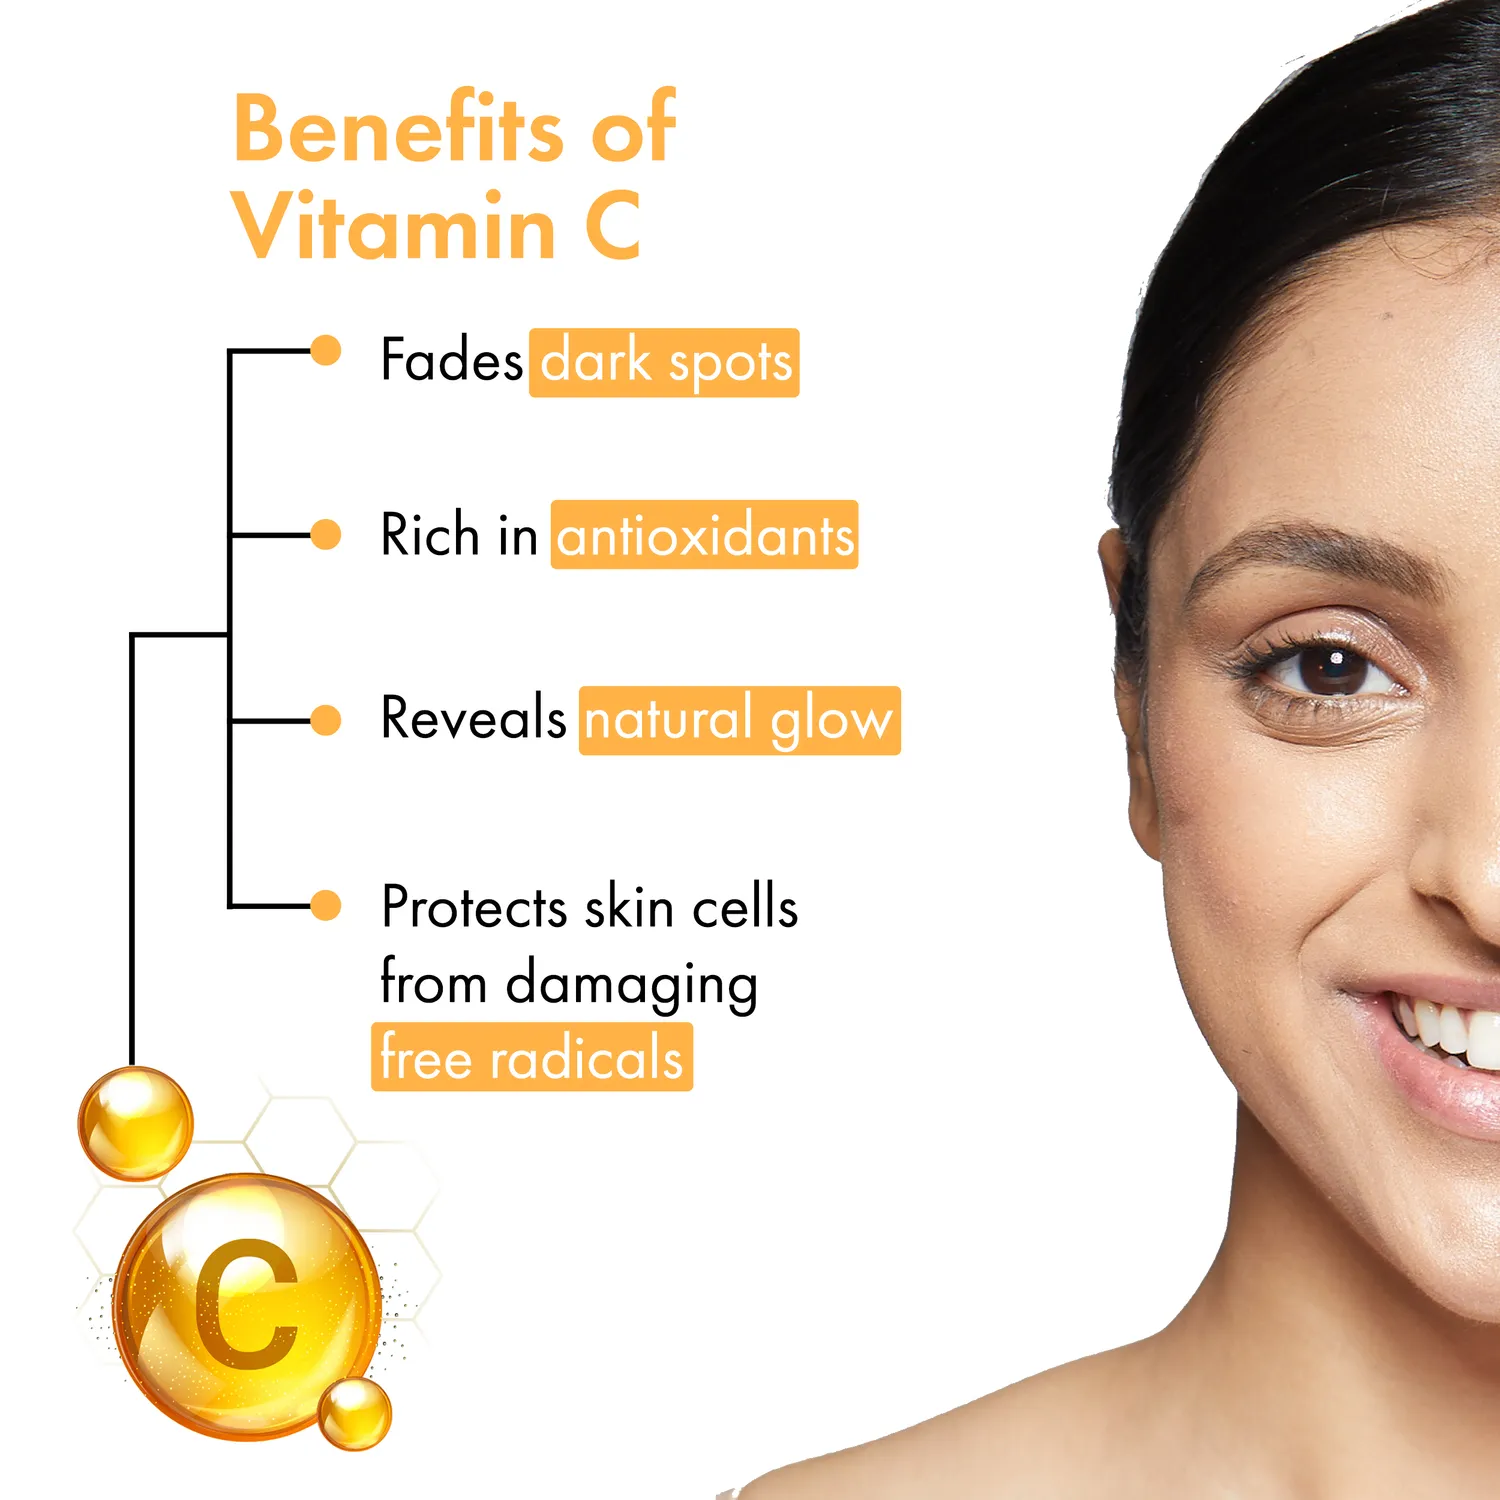 Benefits of
Vitamin C
Fades dark spots
Rich in antioxidants
Reveals natural glow
Protects skin cells
from damaging
free radicals
C